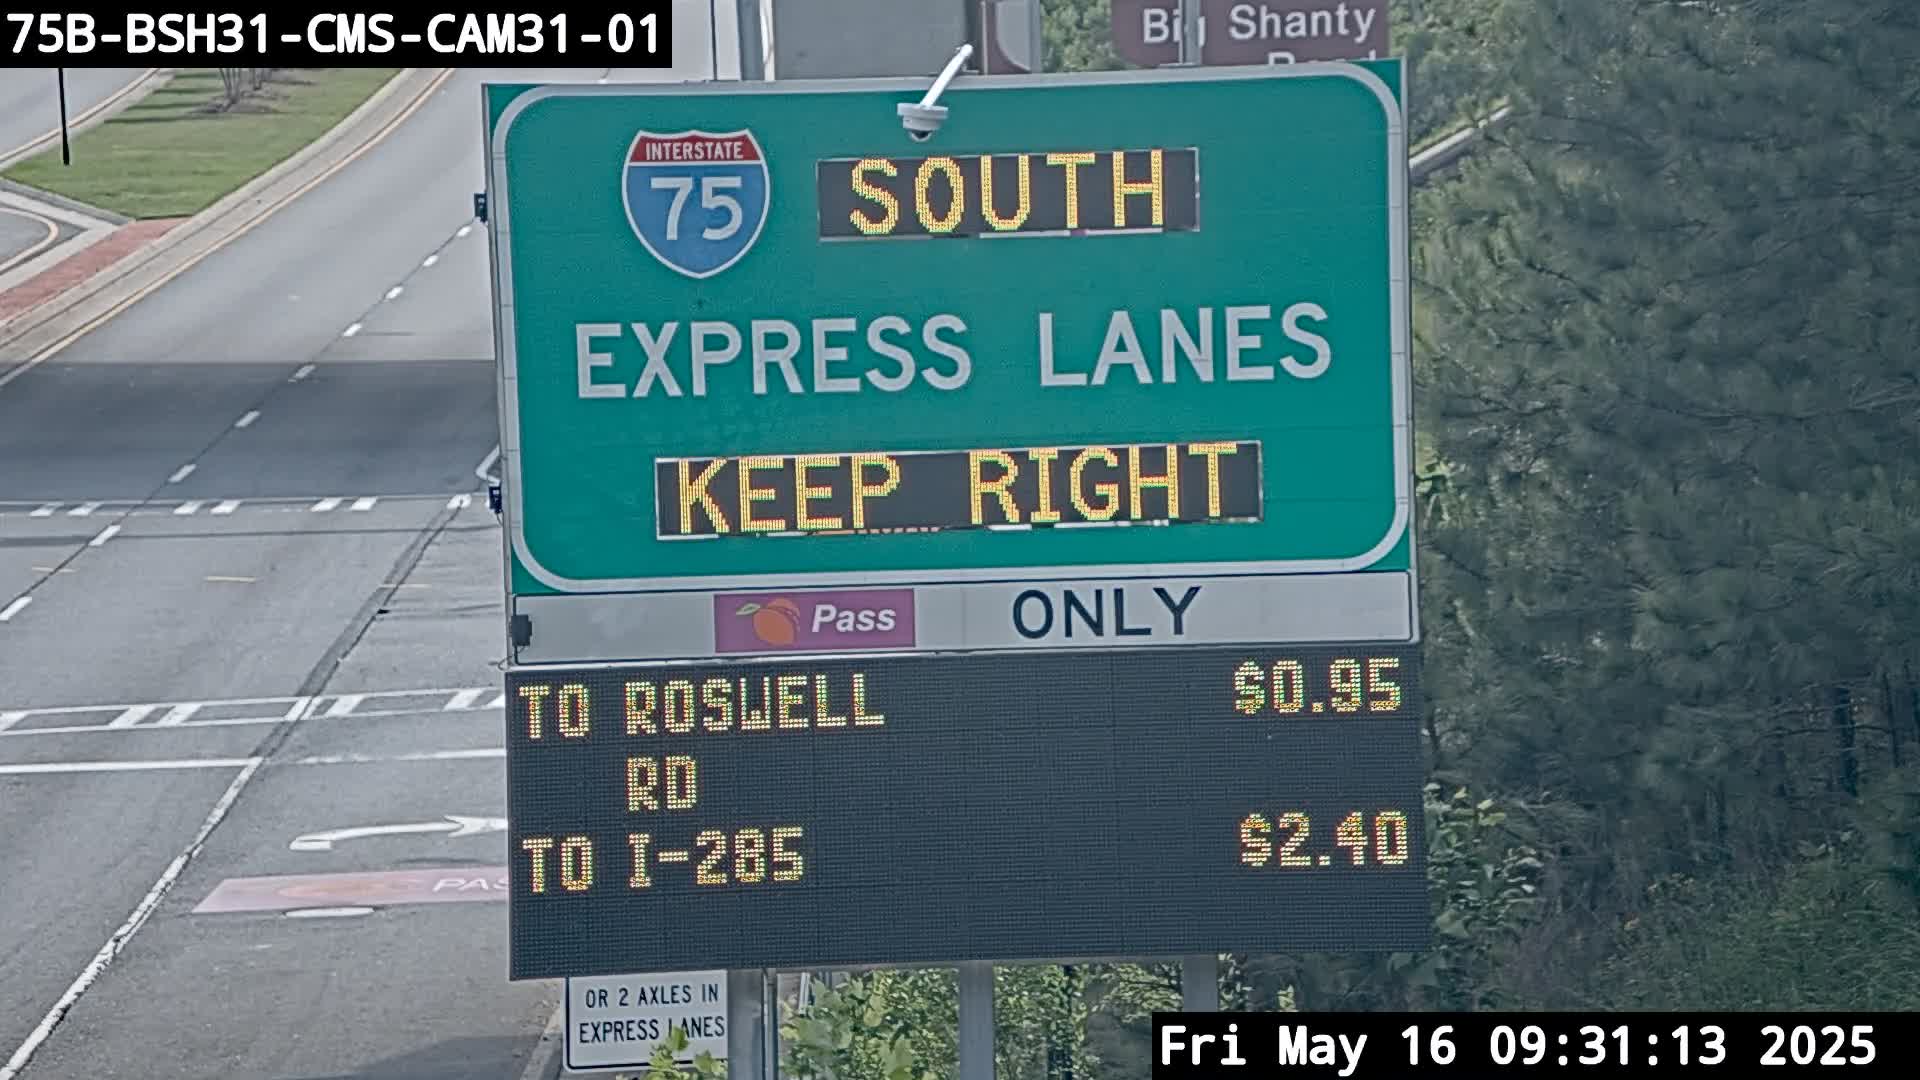 75B-BSH31-CMS-CAM31-01
Big Shanty
Road
INTERSTATE
75
SOUTH
EXPRESS LANES
KEEP RIGHT
Pass ONLY
TO ROSWELL $0.95
RD
TO I-285 $2.40
PAS
OR 2 AXLES IN
EXPRESS LANES
Fri May 16 09:31:13 2025